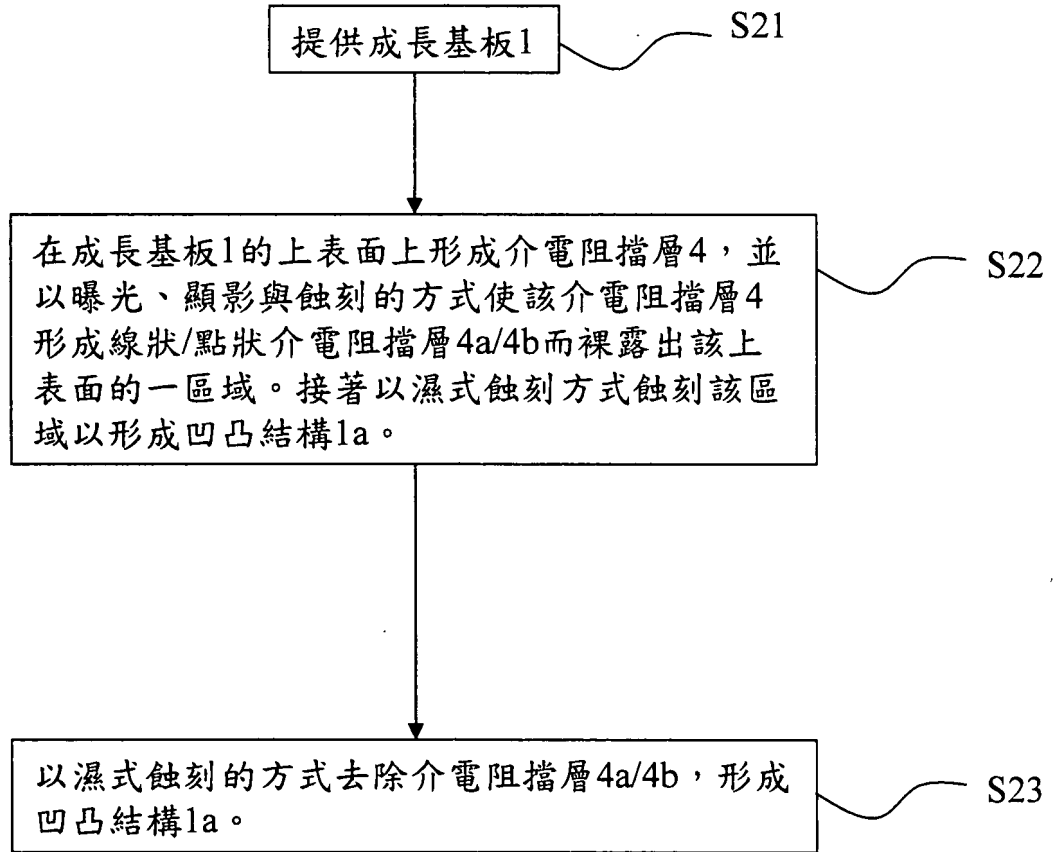 提供成長基板1
S21
在成長基板1的上表面上形成介電阻擋層4，並
以曝光、顯影與蝕刻的方式使該介電阻擋層4
形成線狀/點狀介電阻擋層4a/4b而裸露出該上
表面的一區域。接著以濕式蝕刻方式蝕刻該區
域以形成凹凸結構1a。
S22
以濕式蝕刻的方式去除介電阻擋層4a/4b，形成
凹凸結構1a。
S23